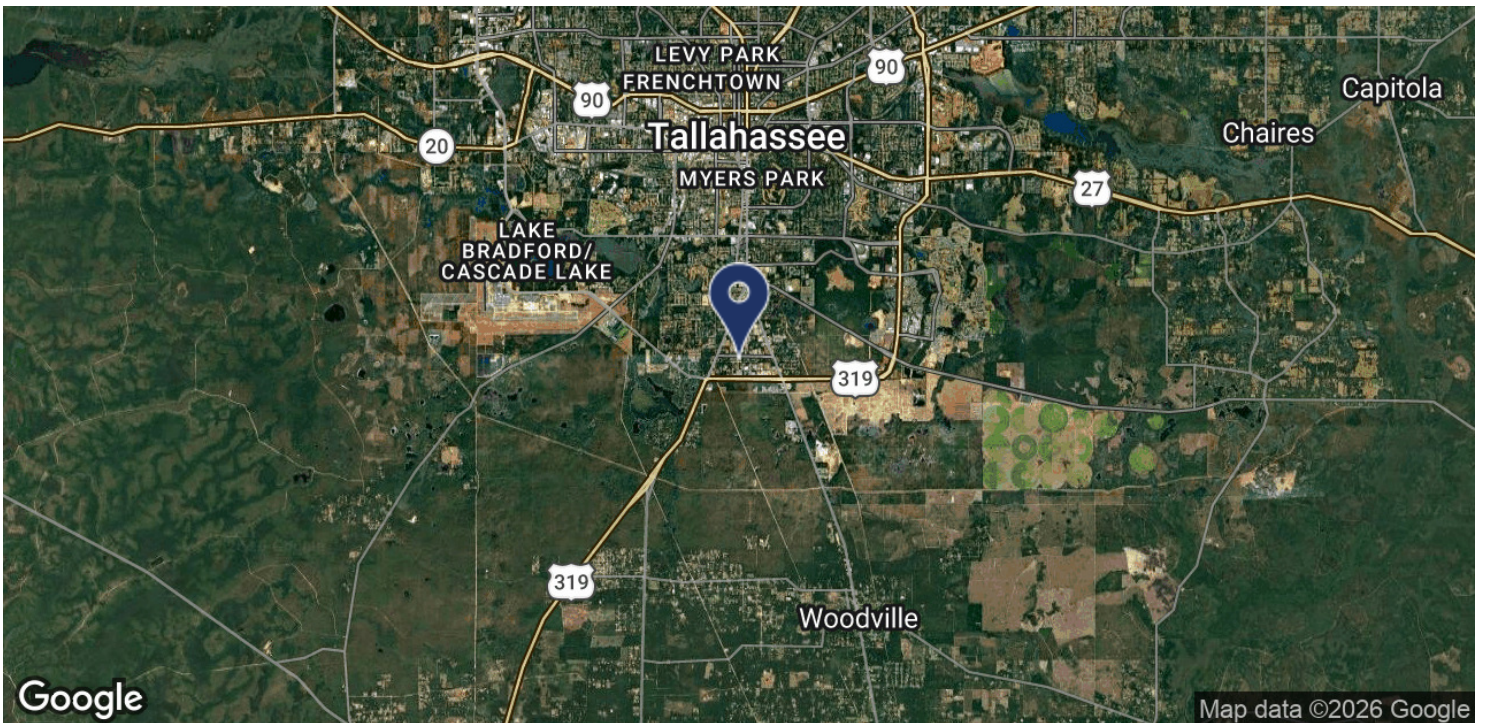 LEVY PARK
FRENCHTOWN
90
90
Capitola
20
Tallahassee
Chaires
MYERS PARK
27
LAKE
BRADFORD/
CASCADE LAKE
319
319
Woodville
Google
Map data ©2026 Google